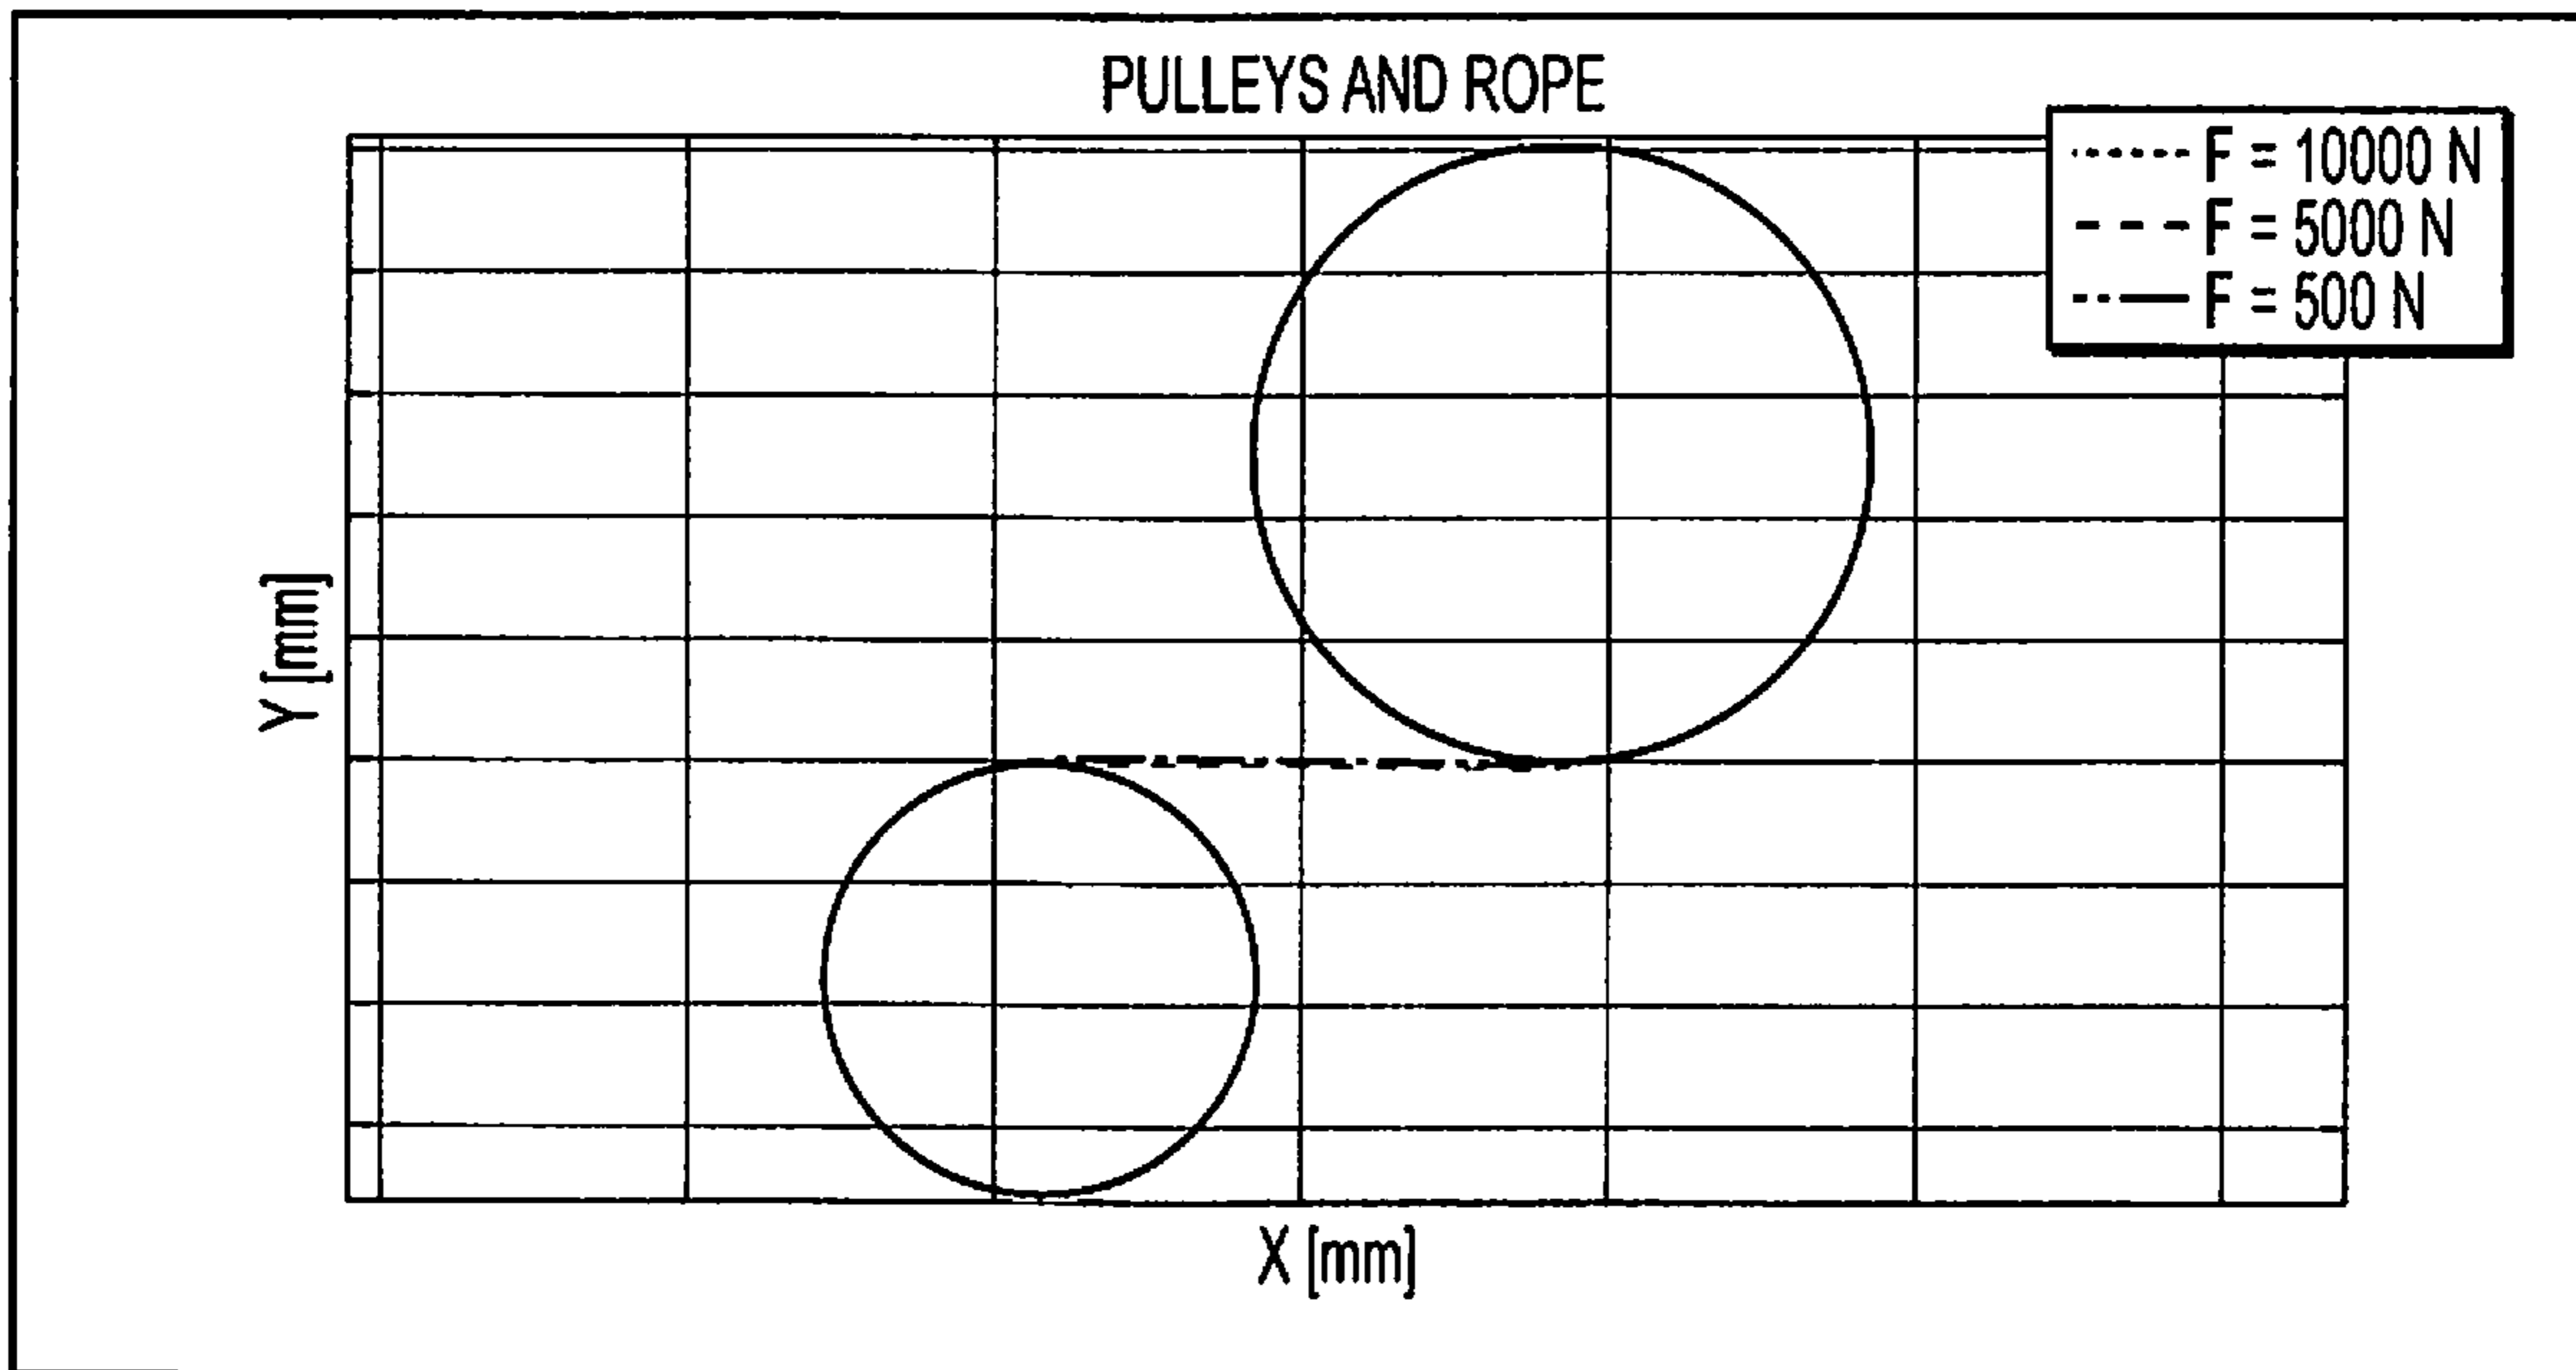 PULLEYS AND ROPE
F = 10000 N
F = 5000 N
F = 500 N
Y [mm]
X [mm]